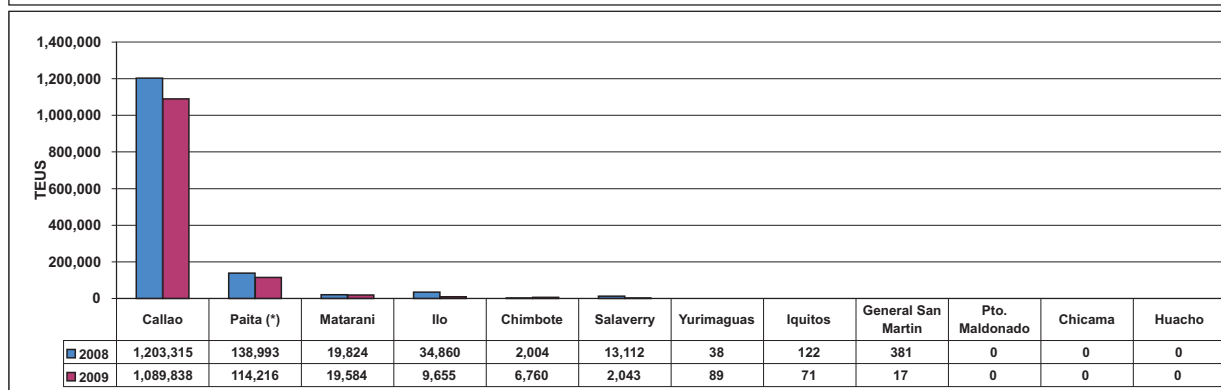 1,400,000
1,200,000
1,000,000
800,000
600,000
400,000
200,000
0
TEUS
Callao Paita (*) Matarani Ilo Chimbote Salaverry Yurimaguas Iquitos General San Martin Pto. Maldonado Chicama Huacho
2008 1,203,315 138,993 19,824 34,860 2,004 13,112 38 122 381 0 0 0
2009 1,089,838 114,216 19,584 9,655 6,760 2,043 89 71 17 0 0 0